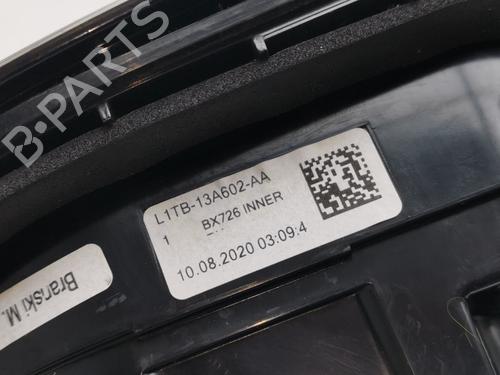 B-PARTS
L1TB-13A602-AA
1 BX726 INNER
10.08.2020 03:09:4
Branski M.